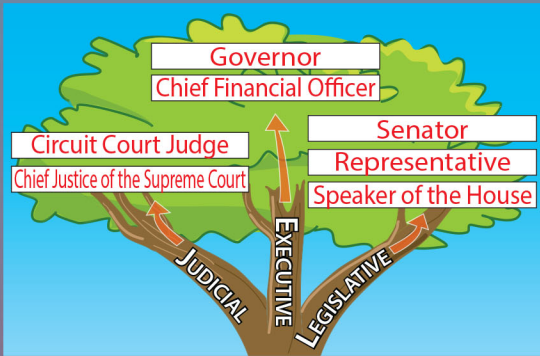 Governor
Chief Financial Officer
Circuit Court Judge
Chief Justice of the Supreme Court
Senator
Representative
Speaker of the House
JUDICIAL
EXECUTIVE
LEGISLATIVE